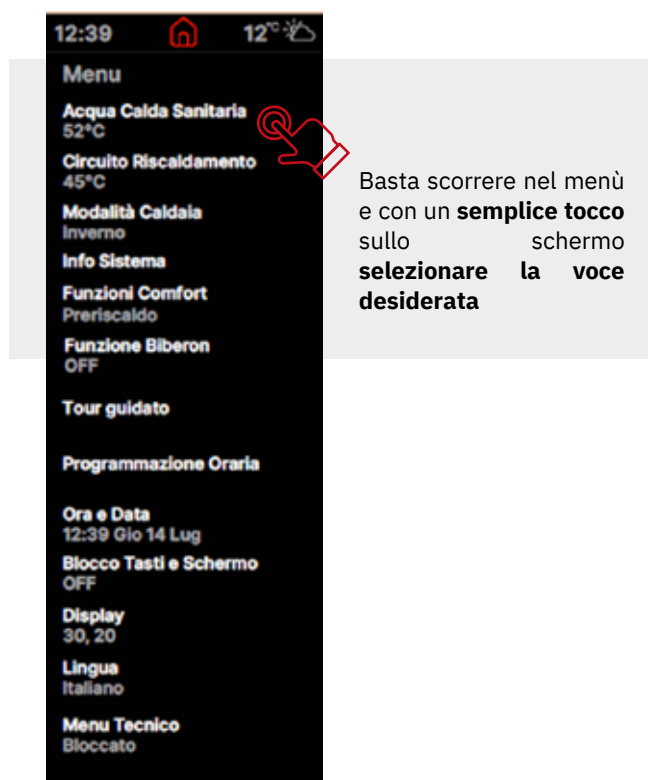 12:39 12°C
Menu
Acqua Calda Sanitaria
52°C
Circuito Riscaldamento
45°C
Modalità Caldaia
Inverno
Info Sistema
Funzioni Comfort
Preriscaldo
Funzione Biberon
OFF
Tour guidato
Programmazione Oraria
Ora e Data
12:39 Gio 14 Lug
Blocco Tasti e Schermo
OFF
Display
30, 20
Lingua
Italiano
Menu Tecnico
Bloccato
Basta scorrere nel menù
e con un semplice tocco
sullo schermo
selezionare la voce
desiderata